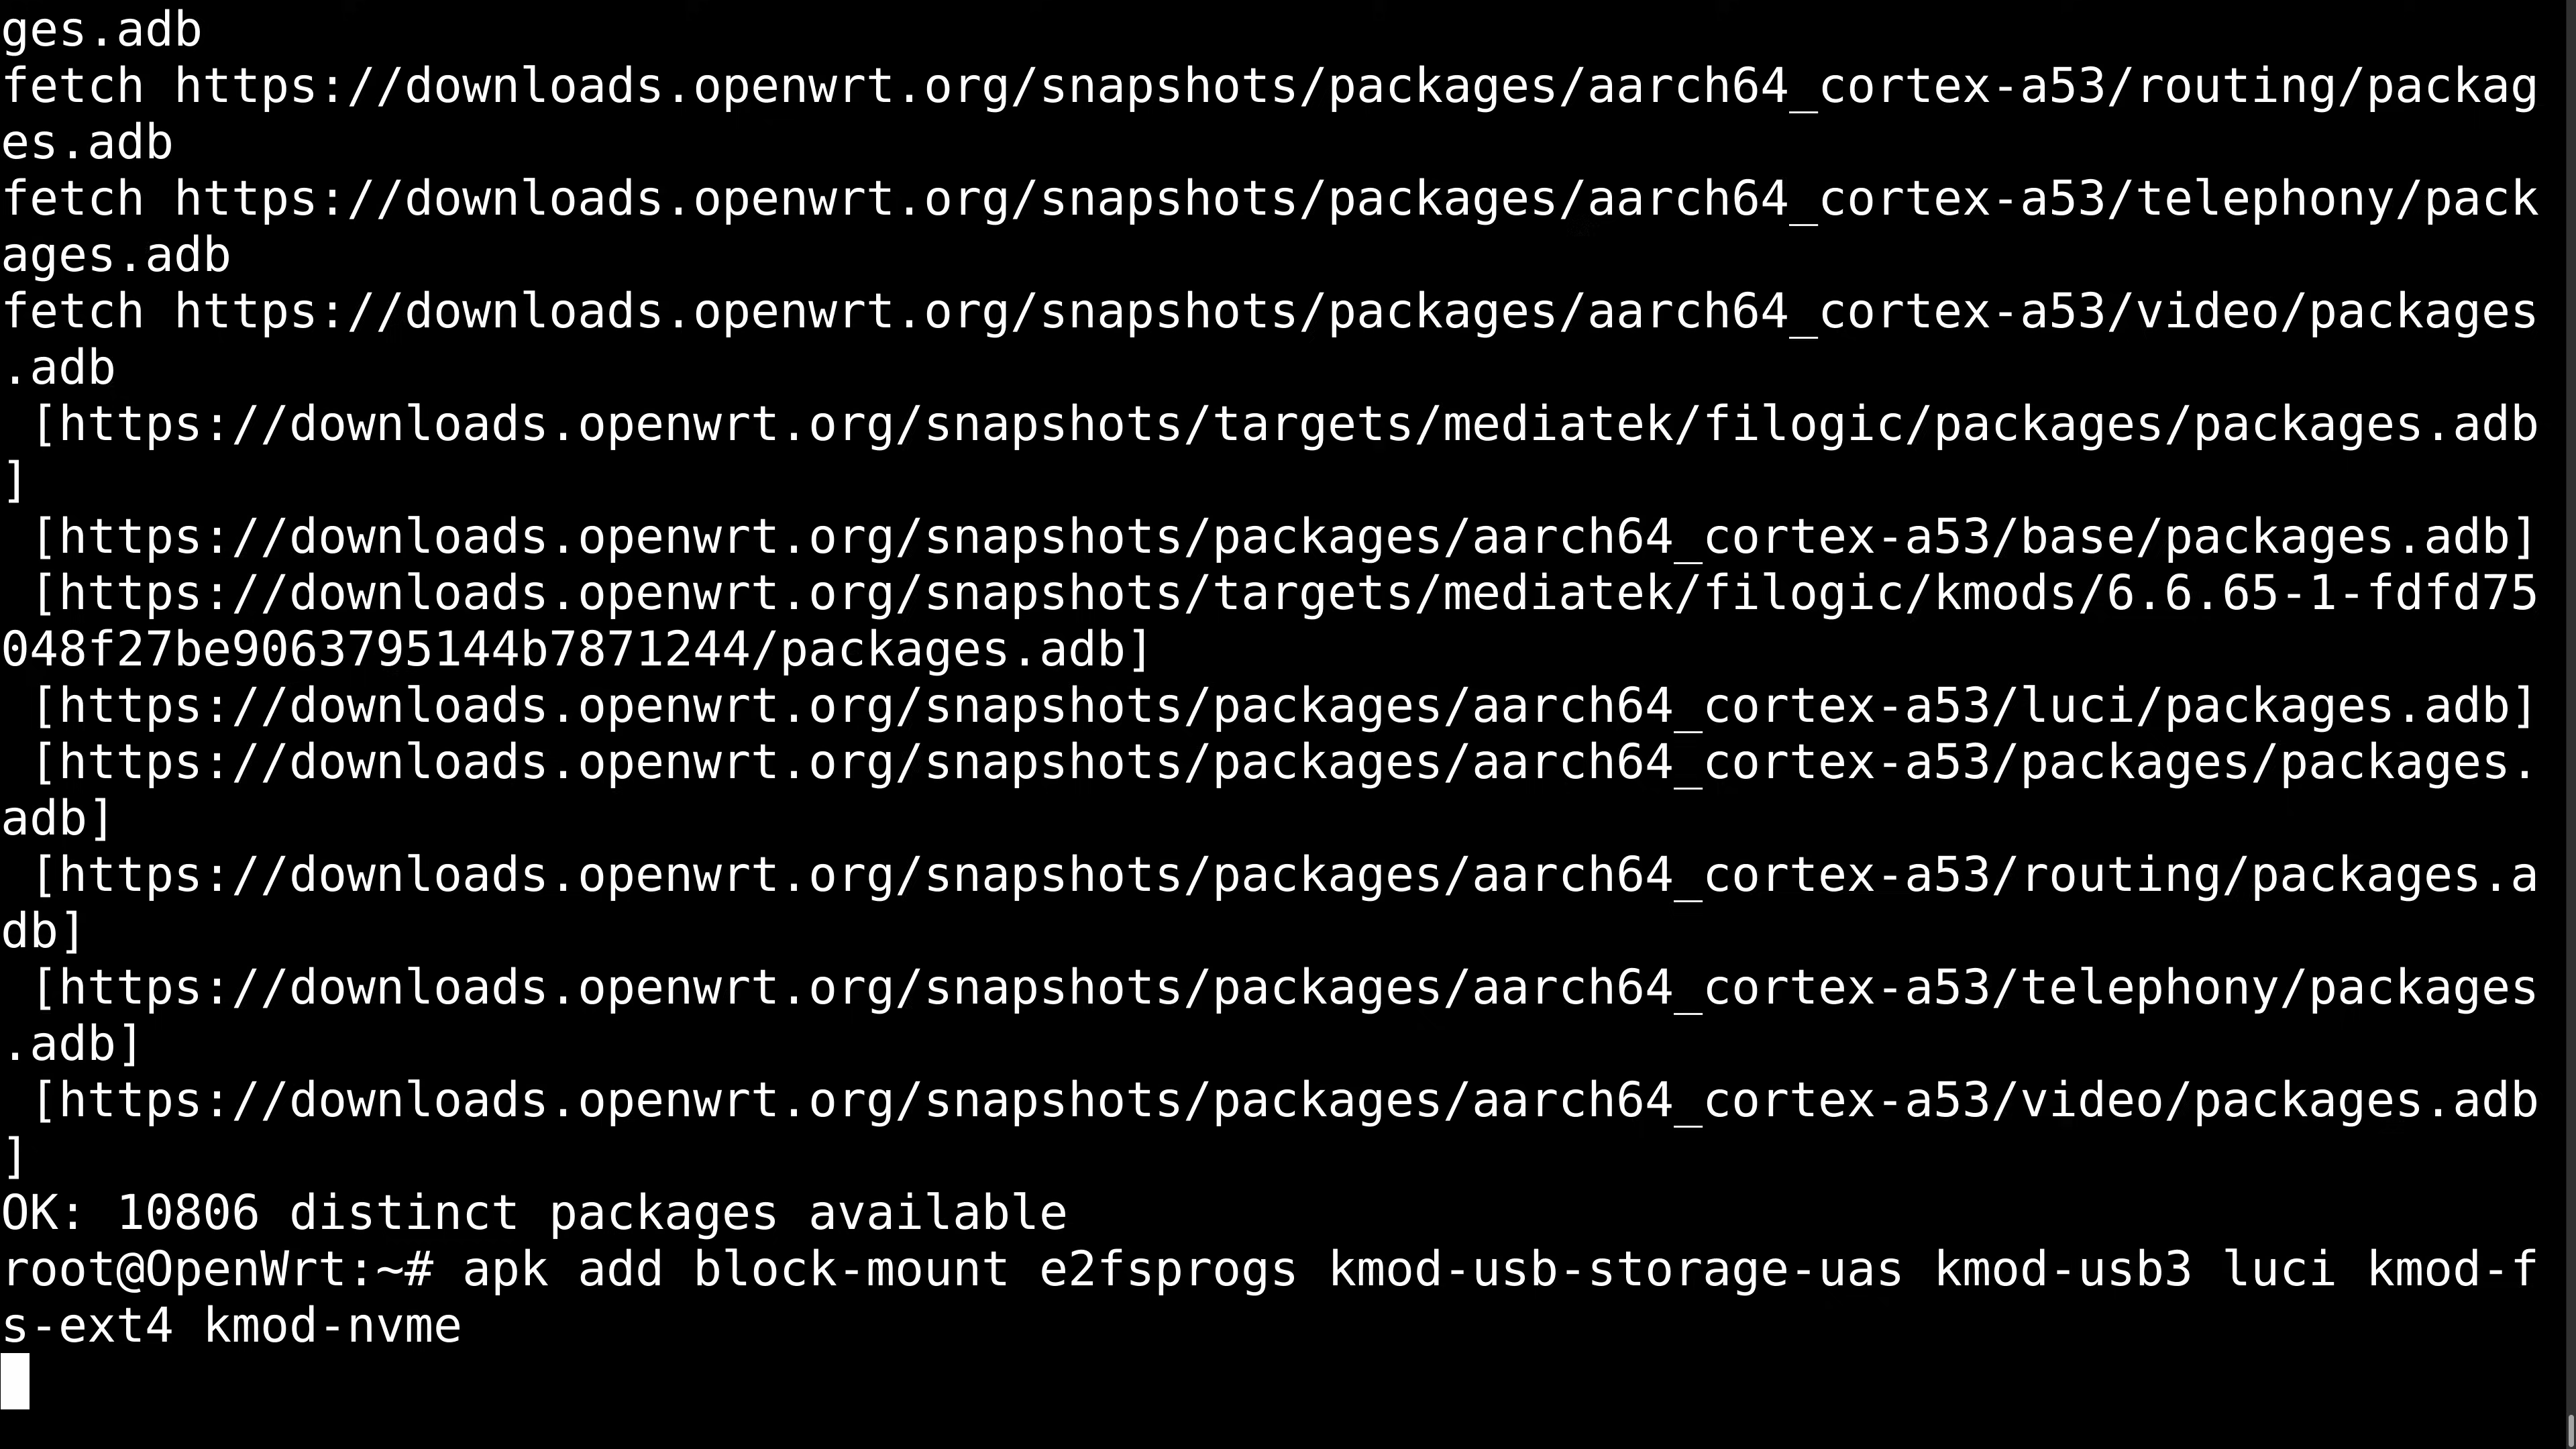 ges.adb
fetch https://downloads.openwrt.org/snapshots/packages/aarch64_cortex-a53/routing/packag
es.adb
fetch https://downloads.openwrt.org/snapshots/packages/aarch64_cortex-a53/telephony/pack
ages.adb
fetch https://downloads.openwrt.org/snapshots/packages/aarch64_cortex-a53/video/packages
.adb
 [https://downloads.openwrt.org/snapshots/targets/mediatek/filogic/packages/packages.adb
]
 [https://downloads.openwrt.org/snapshots/packages/aarch64_cortex-a53/base/packages.adb]
 [https://downloads.openwrt.org/snapshots/targets/mediatek/filogic/kmods/6.6.65-1-fdfd75
048f27be9063795144b7871244/packages.adb]
 [https://downloads.openwrt.org/snapshots/packages/aarch64_cortex-a53/luci/packages.adb]
 [https://downloads.openwrt.org/snapshots/packages/aarch64_cortex-a53/packages/packages.
adb]
 [https://downloads.openwrt.org/snapshots/packages/aarch64_cortex-a53/routing/packages.a
db]
 [https://downloads.openwrt.org/snapshots/packages/aarch64_cortex-a53/telephony/packages
.adb]
 [https://downloads.openwrt.org/snapshots/packages/aarch64_cortex-a53/video/packages.adb
]
OK: 10806 distinct packages available
root@OpenWrt:~# apk add block-mount e2fsprogs kmod-usb-storage-uas kmod-usb3 luci kmod-f
s-ext4 kmod-nvme